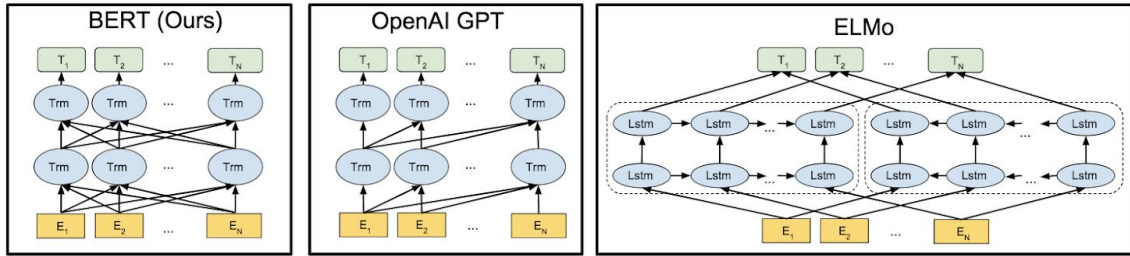 BERT (Ours)
T1 T2 ... TN
Trm Trm ... Trm
Trm Trm ... Trm
E1 E2 ... EN
OpenAI GPT
T1 T2 ... TN
Trm Trm ... Trm
Trm Trm ... Trm
E1 E2 ... EN
ELMo
T1 T2 ... TN
Lstm Lstm ... Lstm Lstm Lstm ... Lstm
Lstm Lstm ... Lstm Lstm Lstm ... Lstm
E1 E2 ... EN